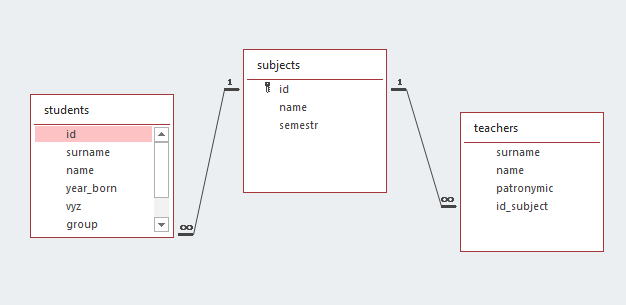 students
id
surname
name
year_born
vyz
group
1
∞
subjects
id
name
semestr
1
∞
teachers
surname
name
patronymic
id_subject